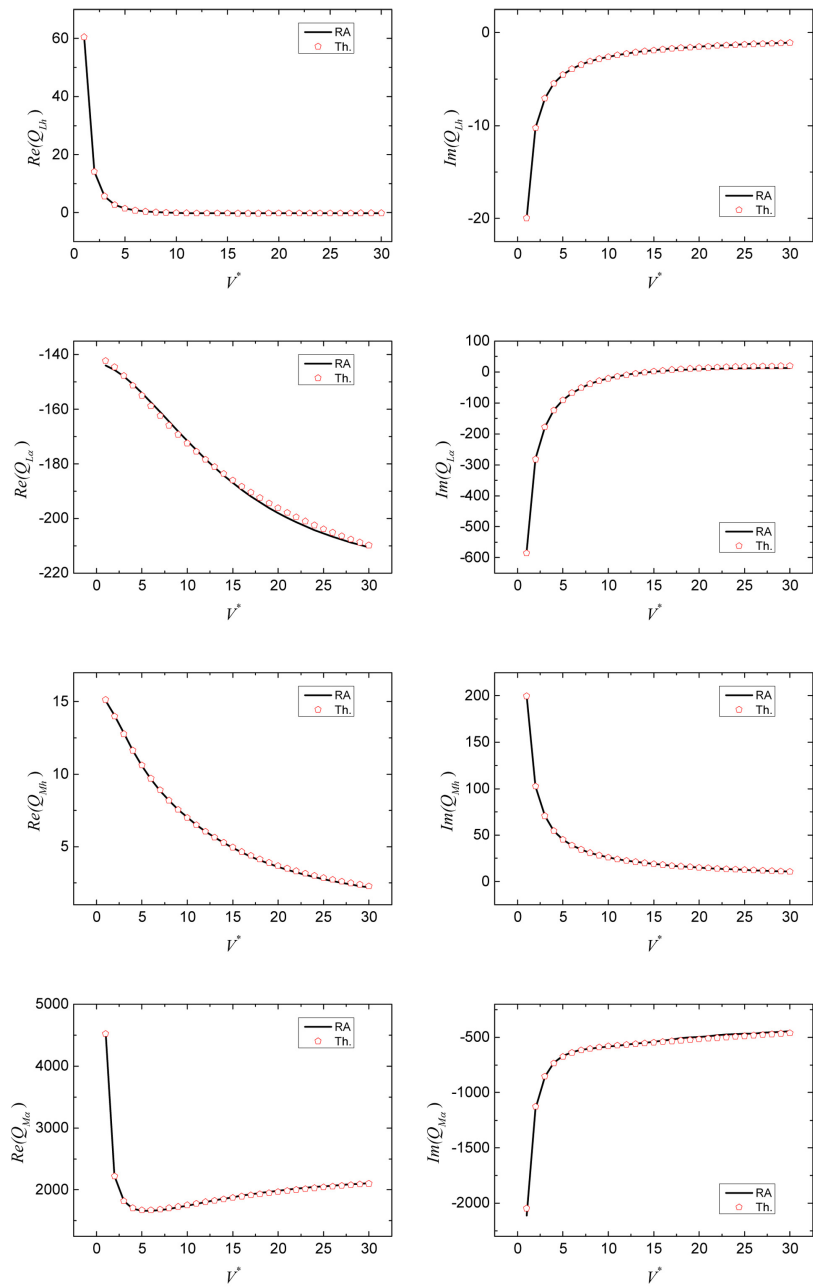 60
40
20
0
0
5
10
15
20
25
30
Re(Q_Lh)
V*
RA
Th.
0
-10
-20
0
5
10
15
20
25
30
Im(Q_Lh)
V*
RA
Th.
-140
-160
-180
-200
-220
0
5
10
15
20
25
30
Re(Q_Lα)
V*
RA
Th.
100
0
-100
-200
-300
-400
-500
-600
0
5
10
15
20
25
30
Im(Q_Lα)
V*
RA
Th.
15
10
5
0
5
10
15
20
25
30
Re(Q_Mh)
V*
RA
Th.
200
150
100
50
0
0
5
10
15
20
25
30
Im(Q_Mh)
V*
RA
Th.
5000
4000
3000
2000
0
5
10
15
20
25
30
Re(Q_Mα)
V*
RA
Th.
-500
-1000
-1500
-2000
0
5
10
15
20
25
30
Im(Q_Mα)
V*
RA
Th.